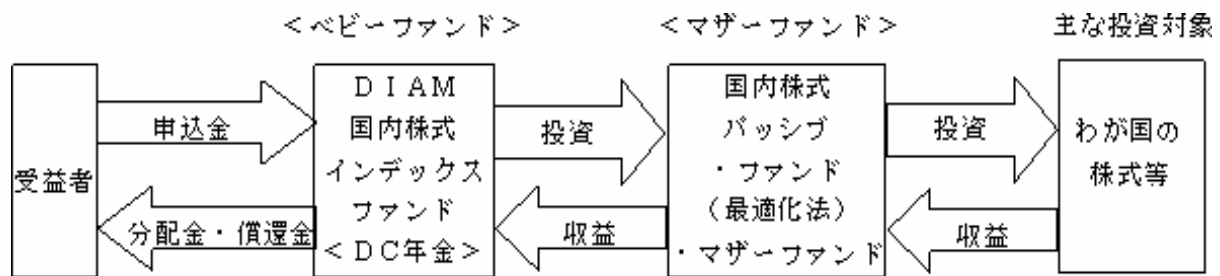 ＜ベビーファンド＞
＜マザーファンド＞
主な投資対象
受益者
申込金
分配金・償還金
ＤＩＡＭ
国内株式
インデックス
ファンド
＜ＤＣ年金＞
投資
収益
国内株式
パッシブ
・ファンド
（最適化法）
・マザーファンド
投資
収益
わが国の
株式等